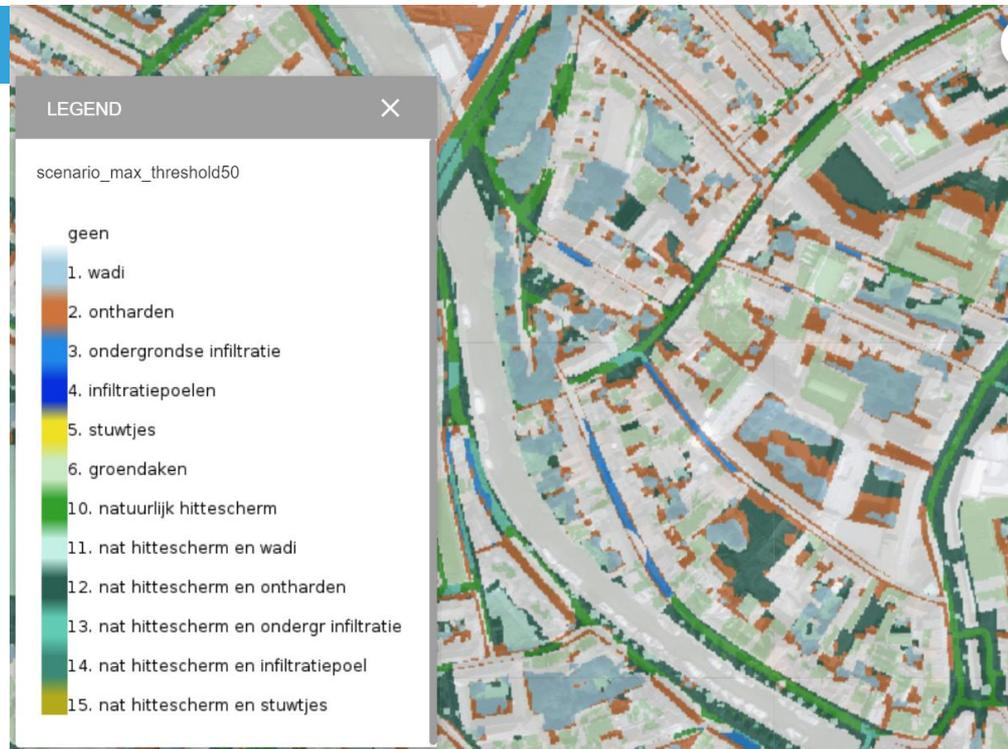 LEGEND
scenario_max_threshold50
geen
1. wadi
2. ontharden
3. ondergrondse infiltratie
4. infiltratiepoelen
5. stuwtjes
6. groendaken
10. natuurlijk hittescherm
11. nat hittescherm en wadi
12. nat hittescherm en ontharden
13. nat hittescherm en ondergr infiltratie
14. nat hittescherm en infiltratiepoel
15. nat hittescherm en stuwtjes